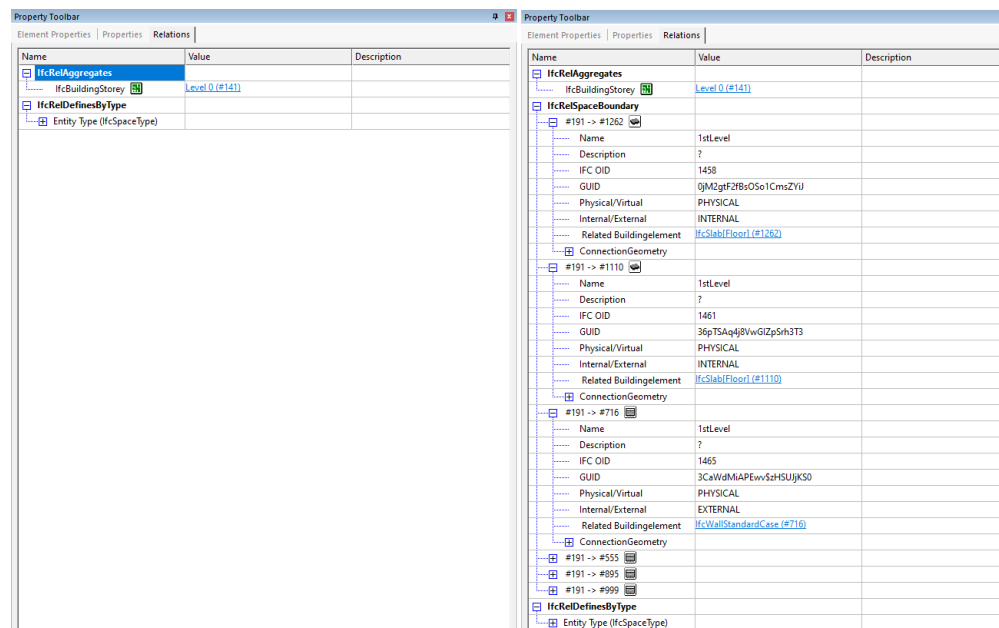 Property Toolbar
Element Properties Properties Relations
Name Value Description
IfcRelAggregates
IfcBuildingStorey Level 0 (#141)
IfcRelDefinesByType
Entity Type (IfcSpaceType)
Property Toolbar
Element Properties Properties Relations
Name Value Description
IfcRelAggregates
IfcBuildingStorey Level 0 (#141)
IfcRelSpaceBoundary
#191 -> #1262
Name 1stLevel
Description ?
IFC OID 1458
GUID 0jM2gtF2fBsOSo1CmsZYiJ
Physical/Virtual PHYSICAL
Internal/External INTERNAL
Related Buildingelement IfcSlab[Floor] (#1262)
ConnectionGeometry
#191 -> #1110
Name 1stLevel
Description ?
IFC OID 1461
GUID 36pTSAq4j8VwGlZpSrh3T3
Physical/Virtual PHYSICAL
Internal/External INTERNAL
Related Buildingelement IfcSlab[Floor] (#1110)
ConnectionGeometry
#191 -> #716
Name 1stLevel
Description ?
IFC OID 1465
GUID 3CaWdMiAPEwv$zHSUJjKS0
Physical/Virtual PHYSICAL
Internal/External EXTERNAL
Related Buildingelement IfcWallStandardCase (#716)
ConnectionGeometry
#191 -> #555
#191 -> #895
#191 -> #999
IfcRelDefinesByType
Entity Type (IfcSpaceType)